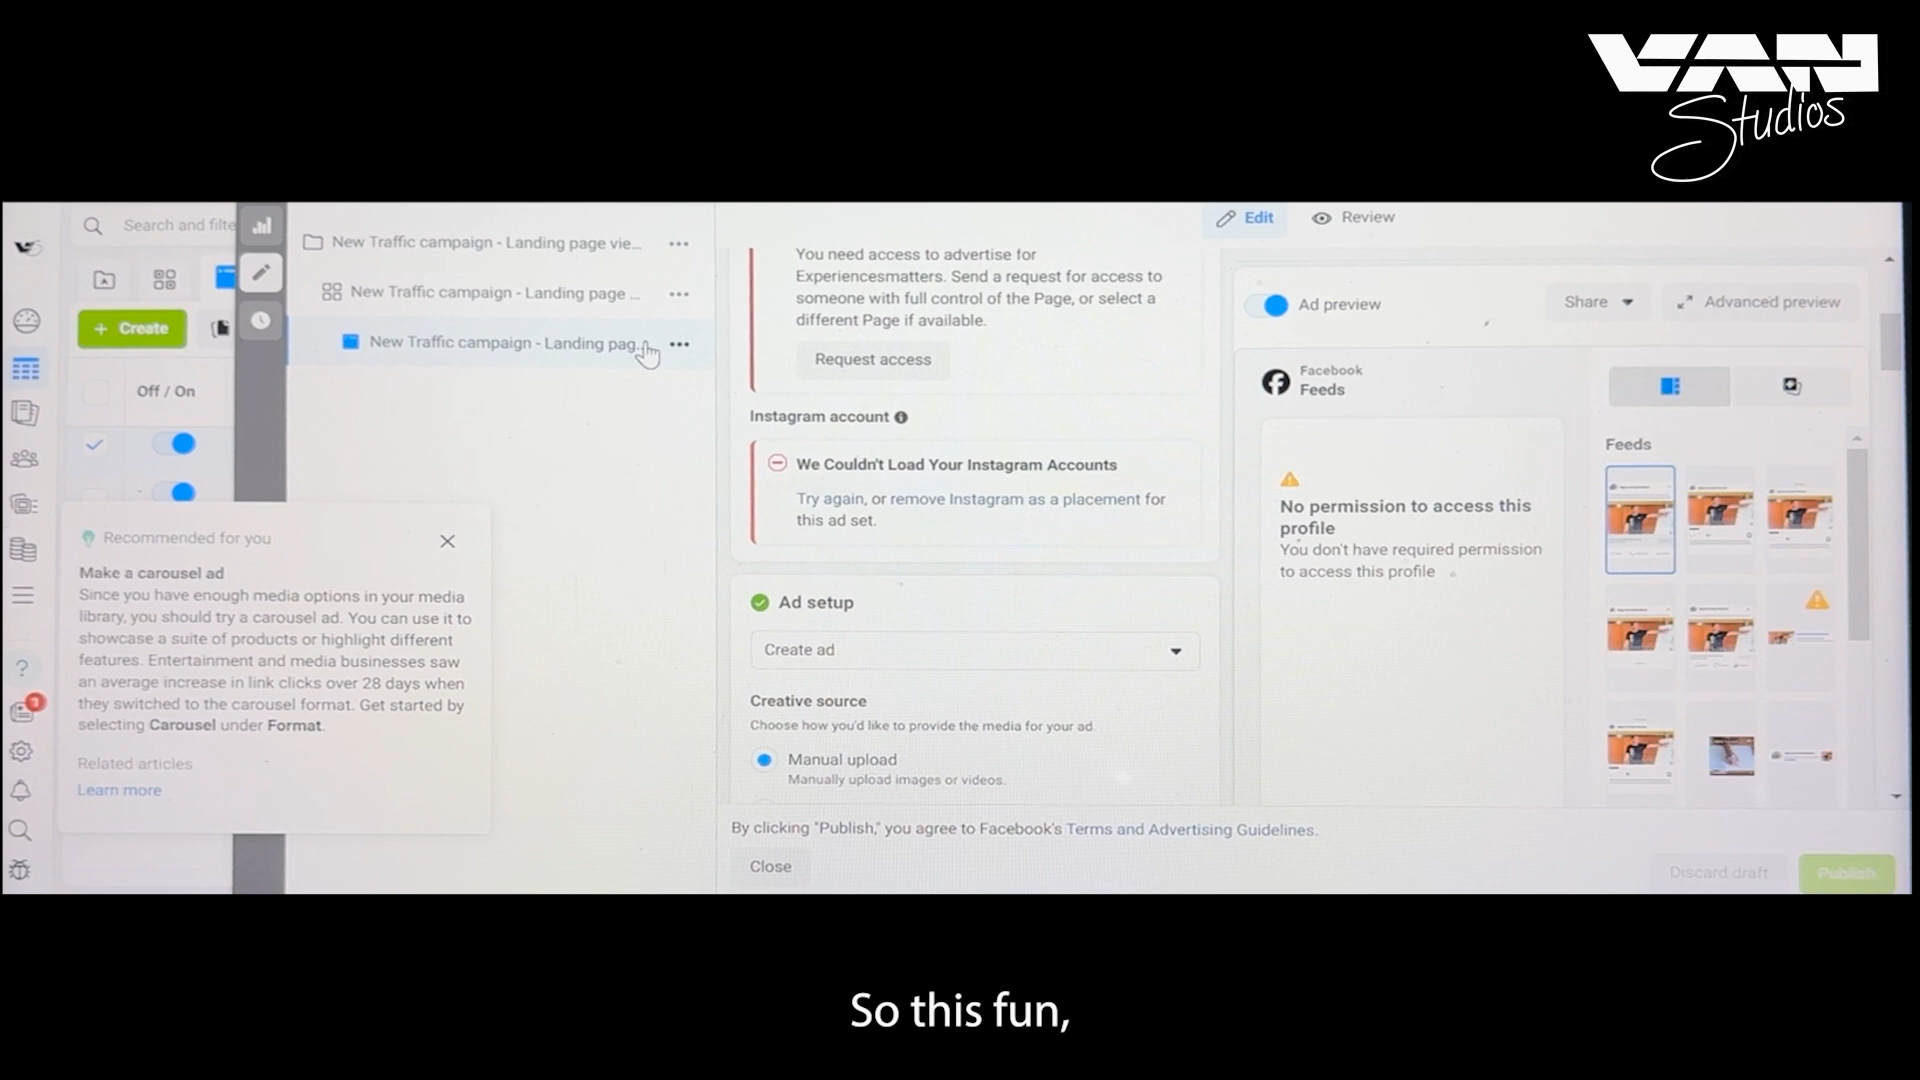 VAN
Studios
Search and filte
New Traffic campaign - Landing page vie...
Edit
Review
New Traffic campaign - Landing page ...
Create
New Traffic campaign - Landing pag...
Off / On
You need access to advertise for
Experiencesmatters. Send a request for access to
someone with full control of the Page, or select a
different Page if available.
Request access
Instagram account
We Couldn't Load Your Instagram Accounts
Try again, or remove Instagram as a placement for
this ad set.
Ad setup
Create ad
Creative source
Choose how you'd like to provide the media for your ad.
Manual upload
Manually upload images or videos.
Ad preview
Share
Advanced preview
Facebook
Feeds
No permission to access this
profile
You don't have required permission
to access this profile
Feeds
Recommended for you
Make a carousel ad
Since you have enough media options in your media
library, you should try a carousel ad. You can use it to
showcase a suite of products or highlight different
features. Entertainment and media businesses saw
an average increase in link clicks over 28 days when
they switched to the carousel format. Get started by
selecting Carousel under Format.
Related articles
Learn more
By clicking "Publish," you agree to Facebook's Terms and Advertising Guidelines.
Close
Discard draft
Publish
So this fun,